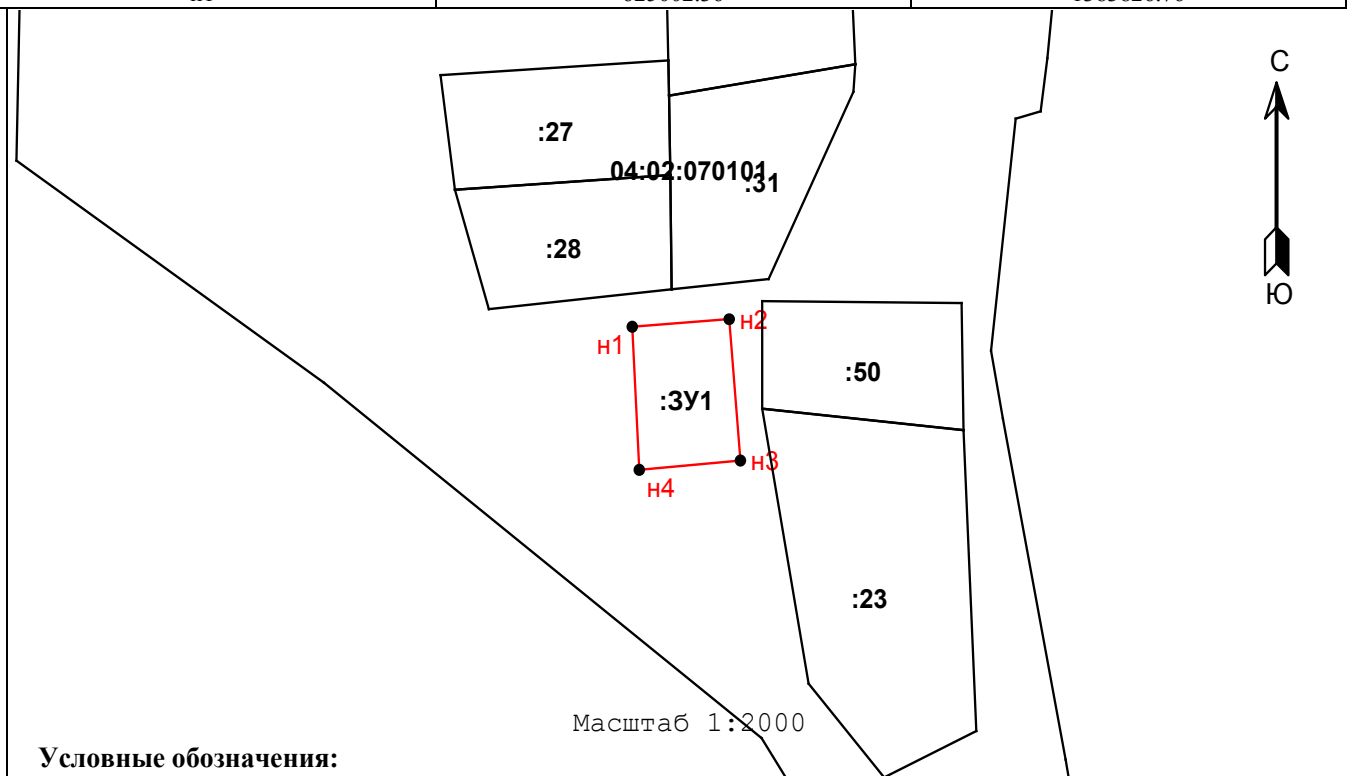 С
:27
04:02:070101
:31
:28
Ю
н2
н1
:50
:ЗУ1
н3
н4
:23
Масштаб 1:2000
Условные обозначения: